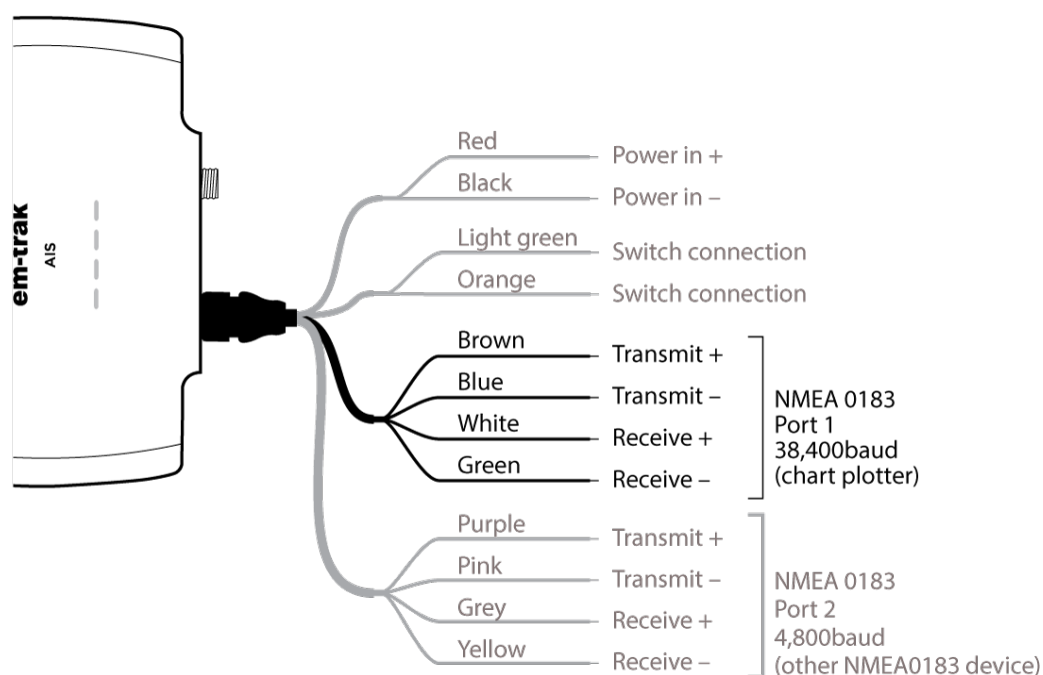 em-trak
AIS
Red
Power in +
Black
Power in –
Light green
Switch connection
Orange
Switch connection
Brown
Transmit +
Blue
Transmit –
White
Receive +
Green
Receive –
NMEA 0183
Port 1
38,400baud
(chart plotter)
Purple
Transmit +
Pink
Transmit –
Grey
Receive +
Yellow
Receive –
NMEA 0183
Port 2
4,800baud
(other NMEA0183 device)